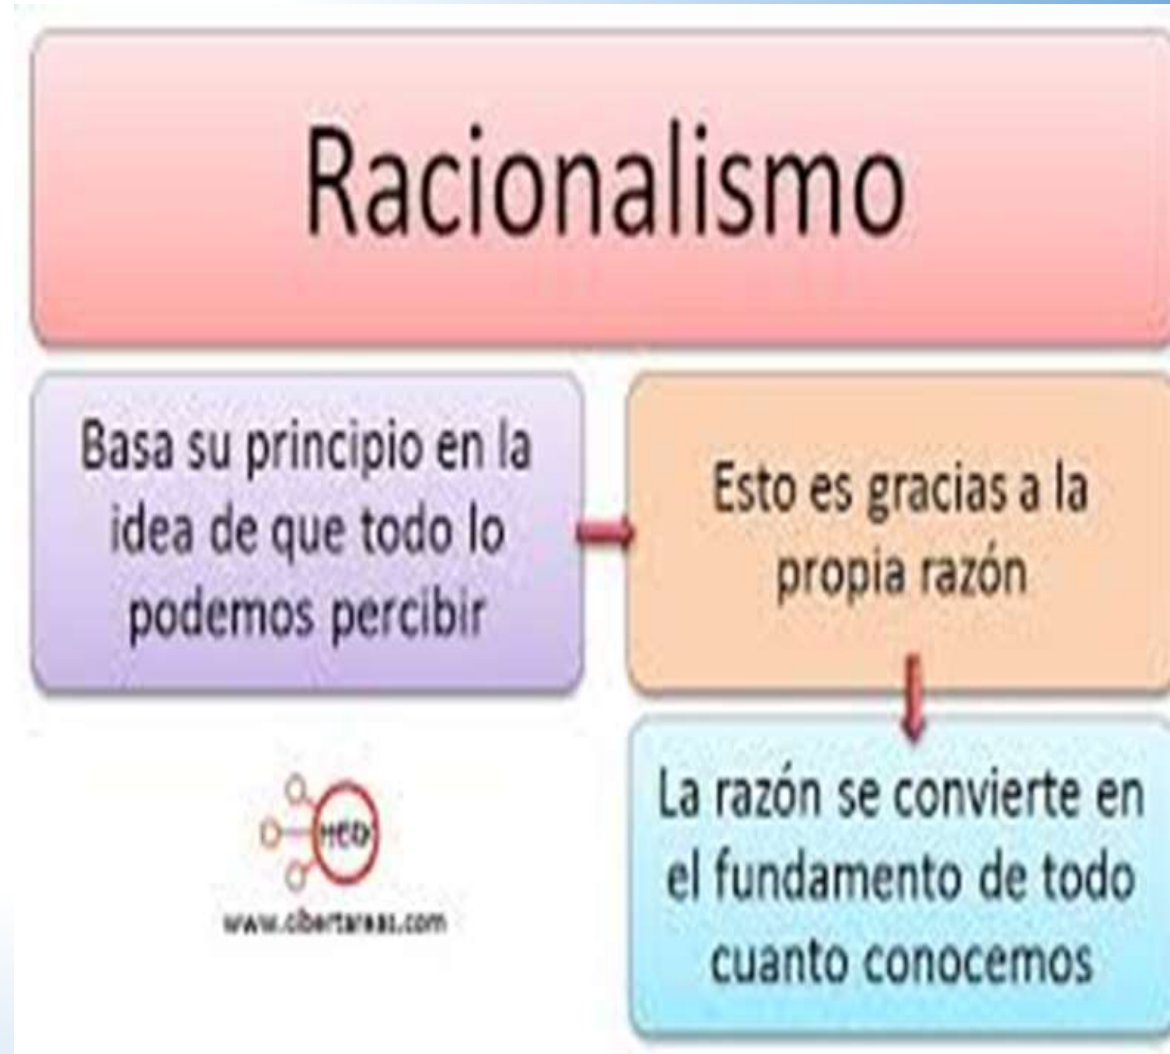 Racionalismo
Basa su principio en la
idea de que todo lo
podemos percibir
Esto es gracias a la
propia razón
La razón se convierte en
el fundamento de todo
cuanto conocemos
www.cibertareas.com